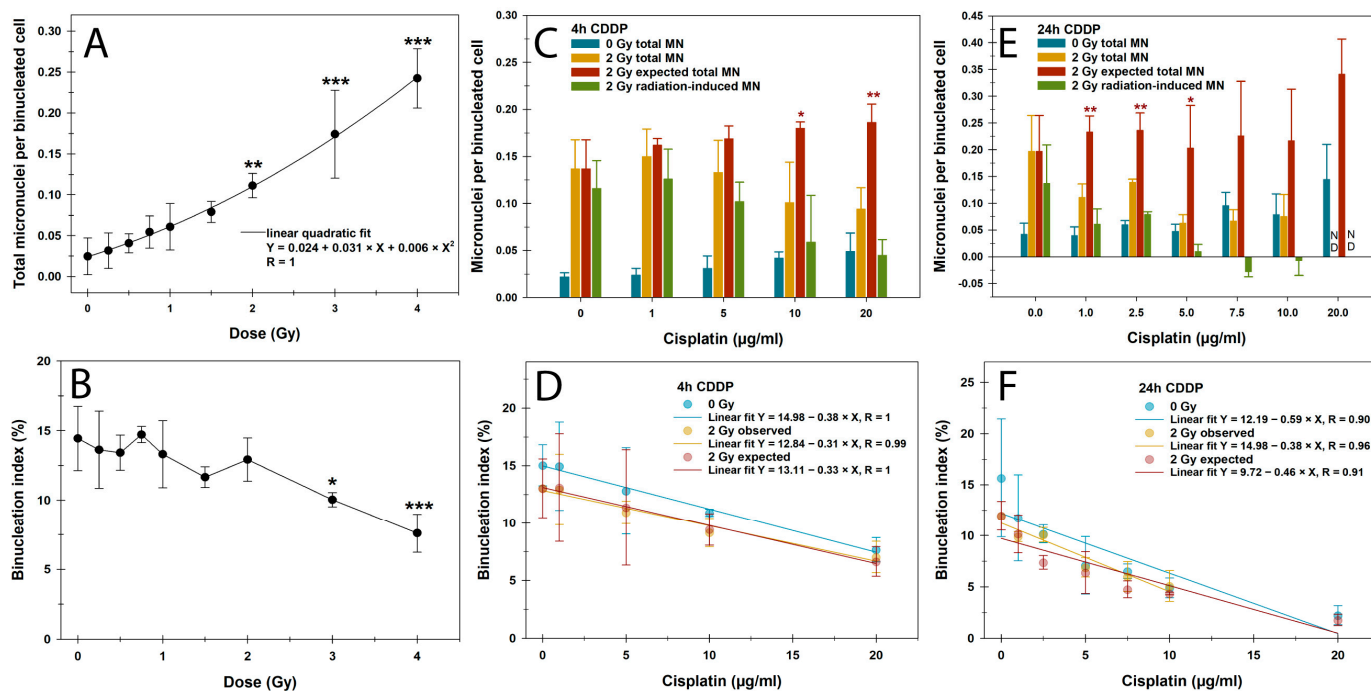 A
Total micronuclei per binucleated cell
0.30
0.25
0.20
0.15
0.10
0.05
0.00
**
***
***
linear quadratic fit
Y = 0.024 + 0.031 × X + 0.006 × X²
R = 1
0 1 2 3 4
Dose (Gy)
B
Binucleation index (%)
20
15
10
5
0
*
***
0 1 2 3 4
Dose (Gy)
C
Micronuclei per binucleated cell
0.30
0.25
0.20
0.15
0.10
0.05
0.00
4h CDDP
0 Gy total MN
2 Gy total MN
2 Gy expected total MN
2 Gy radiation-induced MN
*
**
0 1 5 10 20
Cisplatin (µg/ml)
D
Binucleation index (%)
20
15
10
5
0
4h CDDP
0 Gy
Linear fit Y = 14.98 − 0.38 × X, R = 1
2 Gy observed
Linear fit Y = 12.84 − 0.31 × X, R = 0.99
2 Gy expected
Linear fit Y = 13.11 − 0.33 × X, R = 1
0 5 10 15 20
Cisplatin (µg/ml)
E
Micronuclei per binucleated cell
0.45
0.40
0.35
0.30
0.25
0.20
0.15
0.10
0.05
0.00
-0.05
24h CDDP
0 Gy total MN
2 Gy total MN
2 Gy expected total MN
2 Gy radiation-induced MN
**
**
*
N
D
N
D
0.0 1.0 2.5 5.0 7.5 10.0 20.0
Cisplatin (µg/ml)
F
Binucleation index (%)
25
20
15
10
5
0
24h CDDP
0 Gy
Linear fit Y = 12.19 − 0.59 × X, R = 0.90
2 Gy observed
Linear fit Y = 14.98 − 0.38 × X, R = 0.96
2 Gy expected
Linear fit Y = 9.72 − 0.46 × X, R = 0.91
0 5 10 15 20
Cisplatin (µg/ml)